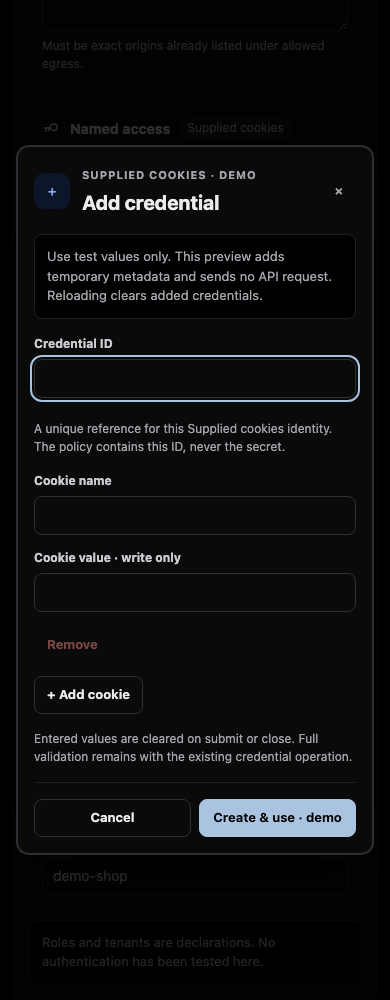 Must be exact origins already listed under allowed
egress.
Named access Supplied cookies
SUPPLIED COOKIES · DEMO
+ Add credential ×
Use test values only. This preview adds
temporary metadata and sends no API request.
Reloading clears added credentials.
Credential ID
A unique reference for this Supplied cookies identity.
The policy contains this ID, never the secret.
Cookie name
Cookie value · write only
Remove
+ Add cookie
Entered values are cleared on submit or close. Full
validation remains with the existing credential operation.
Cancel Create & use · demo
demo-shop
Roles and tenants are declarations. No
authentication has been tested here.